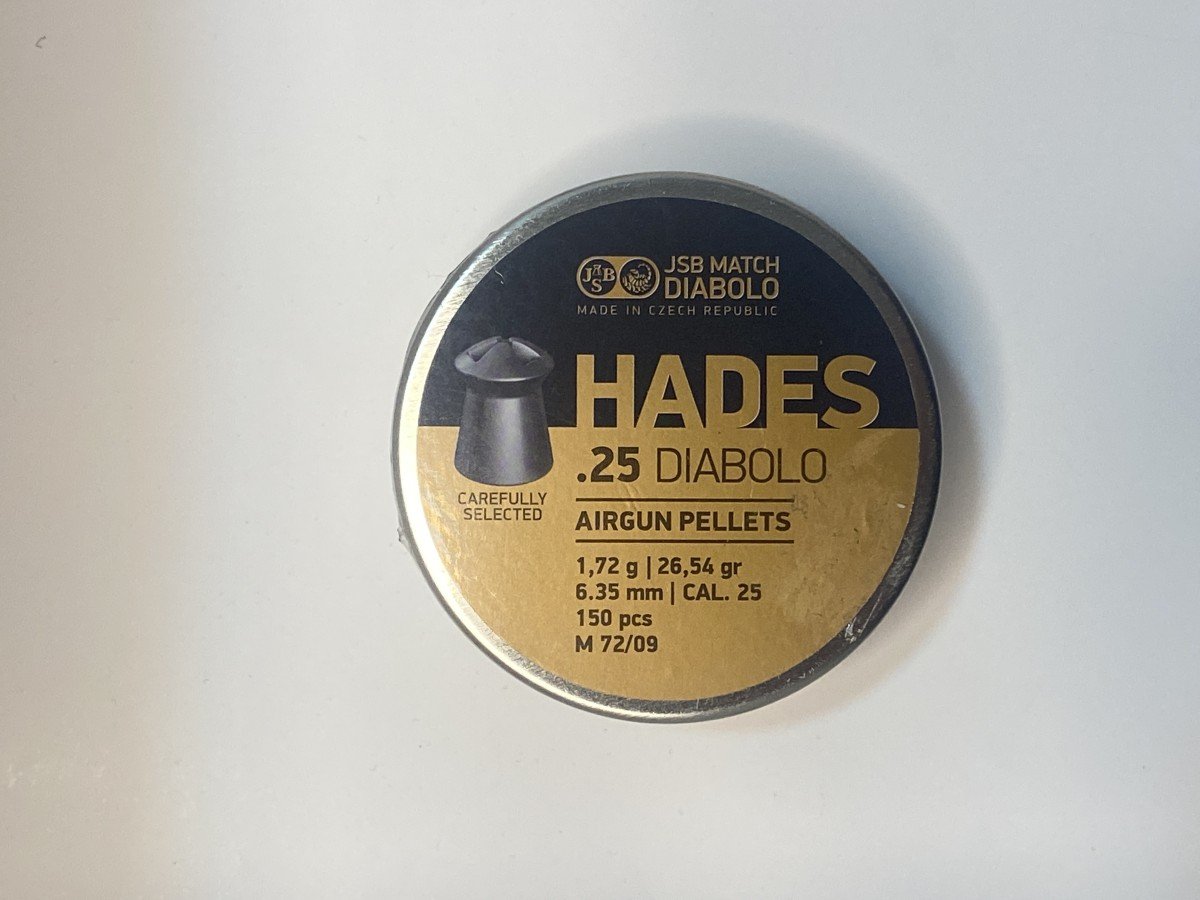 JSB
JSB MATCH
DIABOLO
MADE IN CZECH REPUBLIC
HADES
.25 DIABOLO
CAREFULLY
SELECTED
AIRGUN PELLETS
1,72 g | 26,54 gr
6.35 mm | CAL. 25
150 pcs
M 72/09